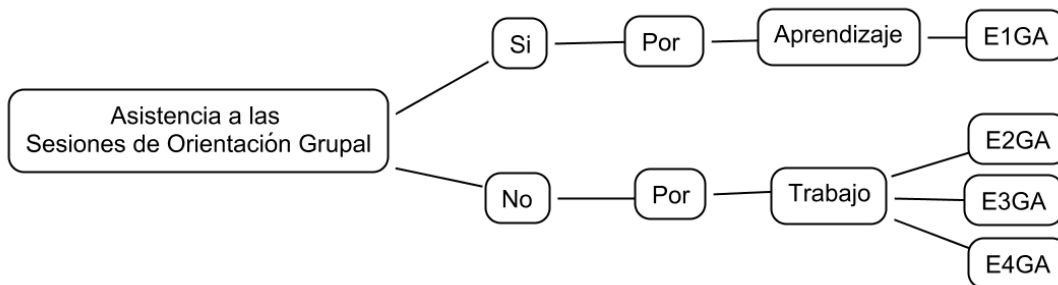 Asistencia a las
Sesiones de Orientación Grupal
Si
Por
Aprendizaje
E1GA
No
Por
Trabajo
E2GA
E3GA
E4GA